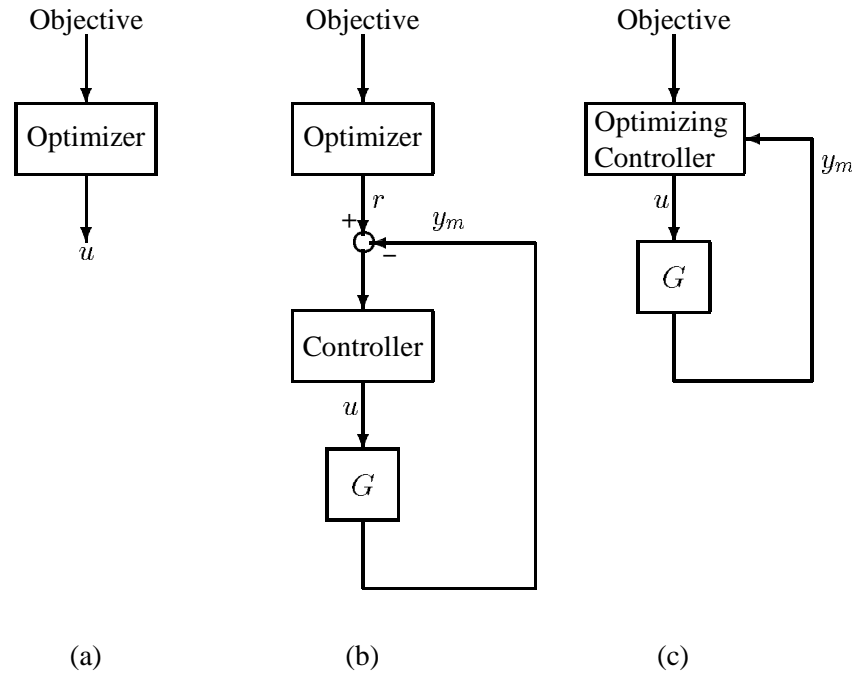 Objective
Optimizer
u
(a)
Objective
Optimizer
r
+
y_m
−
Controller
u
G
(b)
Objective
Optimizing
Controller
y_m
u
G
(c)